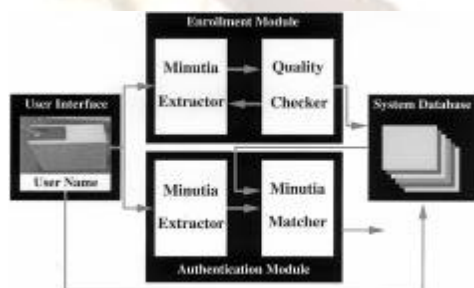 Enrollment Module
Minutia
Extractor
Quality
Checker
User Interface
User Name
System Database
Minutia
Extractor
Minutia
Matcher
Authentication Module